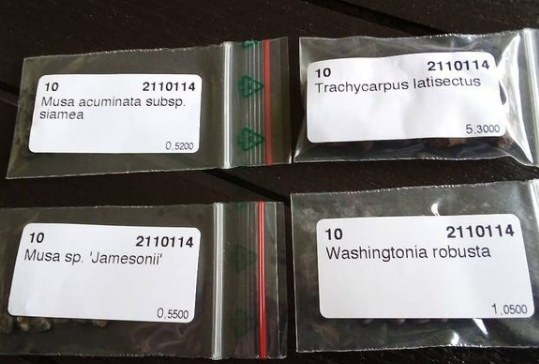 10 2110114
Musa acuminata subsp.
siamea
0,5200
10 2110114
Trachycarpus latisectus
5,3000
10 2110114
Musa sp. 'Jamesonii'
0,5500
10 2110114
Washingtonia robusta
1,0500